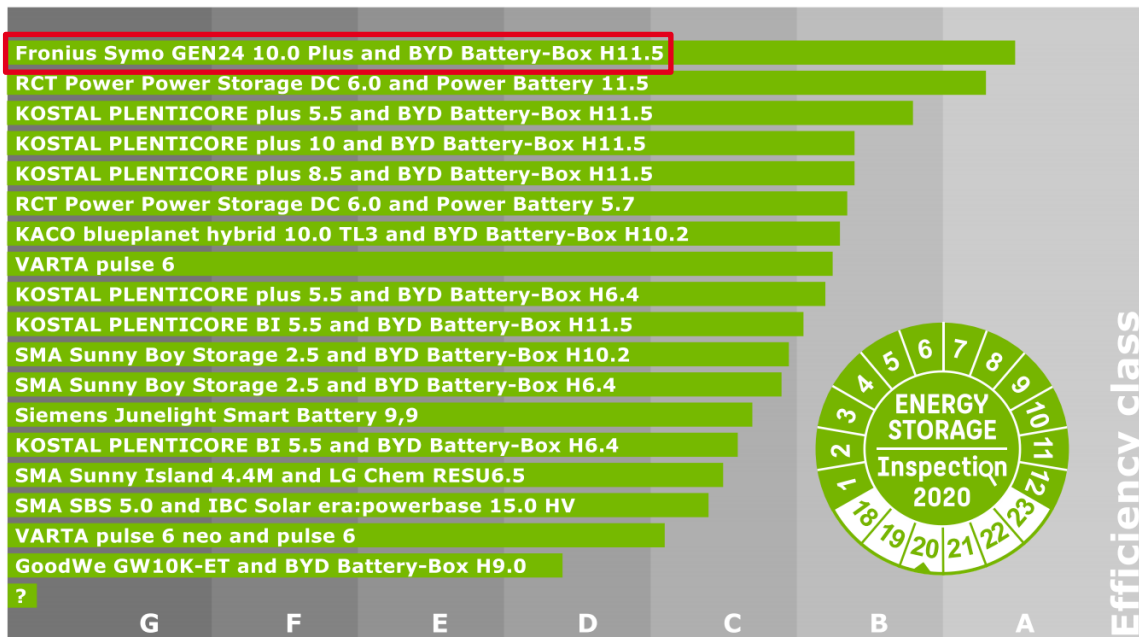 Fronius Symo GEN24 10.0 Plus and BYD Battery-Box H11.5
RCT Power Power Storage DC 6.0 and Power Battery 11.5
KOSTAL PLENTICORE plus 5.5 and BYD Battery-Box H11.5
KOSTAL PLENTICORE plus 10 and BYD Battery-Box H11.5
KOSTAL PLENTICORE plus 8.5 and BYD Battery-Box H11.5
RCT Power Power Storage DC 6.0 and Power Battery 5.7
KACO blueplanet hybrid 10.0 TL3 and BYD Battery-Box H10.2
VARTA pulse 6
KOSTAL PLENTICORE plus 5.5 and BYD Battery-Box H6.4
KOSTAL PLENTICORE BI 5.5 and BYD Battery-Box H11.5
SMA Sunny Boy Storage 2.5 and BYD Battery-Box H10.2
SMA Sunny Boy Storage 2.5 and BYD Battery-Box H6.4
Siemens Junelight Smart Battery 9,9
KOSTAL PLENTICORE BI 5.5 and BYD Battery-Box H6.4
SMA Sunny Island 4.4M and LG Chem RESU6.5
SMA SBS 5.0 and IBC Solar era:powerbase 15.0 HV
VARTA pulse 6 neo and pulse 6
GoodWe GW10K-ET and BYD Battery-Box H9.0
?
G F E D C B A
Efficiency class
1 2 3 4 5 6 7 8 9 10 11 12
ENERGY
STORAGE
Inspection
2020
18 19 20 21 22 23